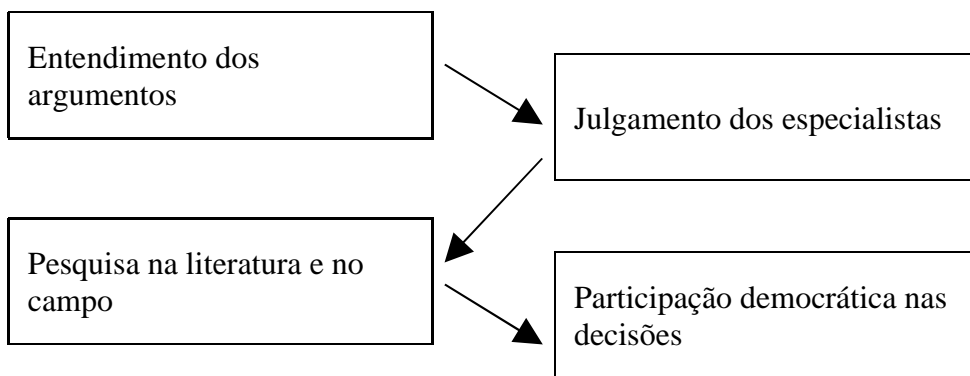 Entendimento dos
argumentos
Julgamento dos especialistas
Pesquisa na literatura e no
campo
Participação democrática nas
decisões